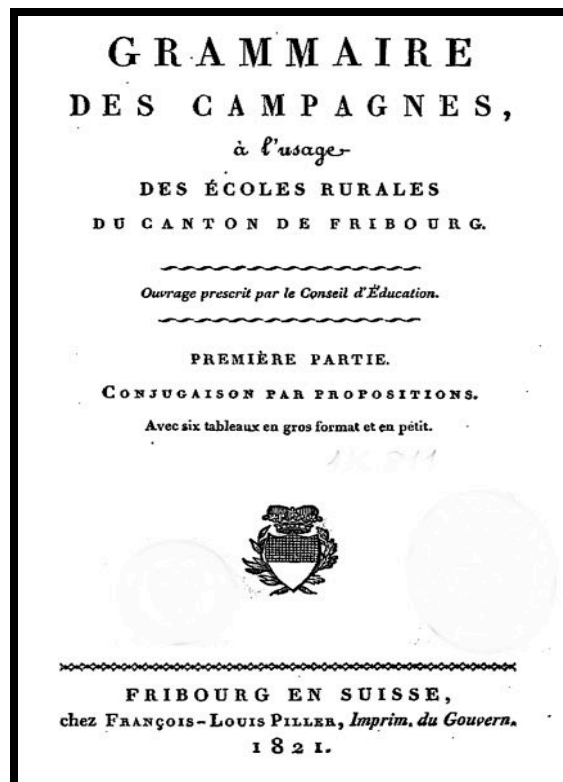 GRAMMAIRE
DES CAMPAGNES,
à l'usage
DES ÉCOLES RURALES
DU CANTON DE FRIBOURG.
Ouvrage prescrit par le Conseil d'Éducation.
PREMIÈRE PARTIE.
CONJUGAISON PAR PROPOSITIONS.
Avec six tableaux en gros format et en petit.
FRIBOURG EN SUISSE,
chez FRANÇOIS-LOUIS PILLER, Imprim. du Gouvern.
1821.